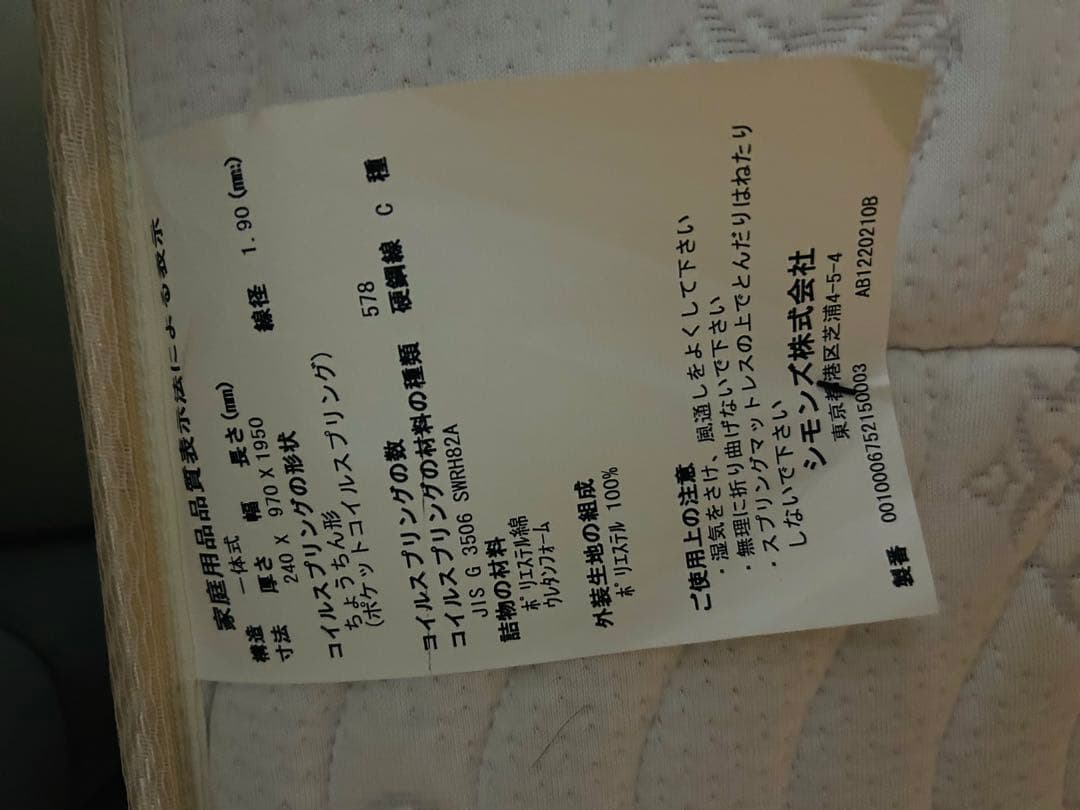 家庭用品品質表示法による表示
構造 一体式
寸法 厚さ 幅 長さ(mm) 線径 1.90(mm)
240 X 970 X 1950
コイルスプリングの形状
ちょうちん形
(ポケットコイルスプリング)
コイルスプリングの数 578
コイルスプリングの材料の種類 硬鋼線 C 種
JIS G 3506 SWRH82A
詰物の材料
ポリエステル綿
ウレタンフォーム
外装生地の組成
ポリエステル 100%
ご使用上の注意
・湿気をさけ、風通しをよくして下さい
・無理に折り曲げないで下さい
・スプリングマットレスの上でとんだりはねたり
しないで下さい
シモンズ株式会社
東京都港区芝浦4-5-4
製番 0010006752150003 AB1220210B